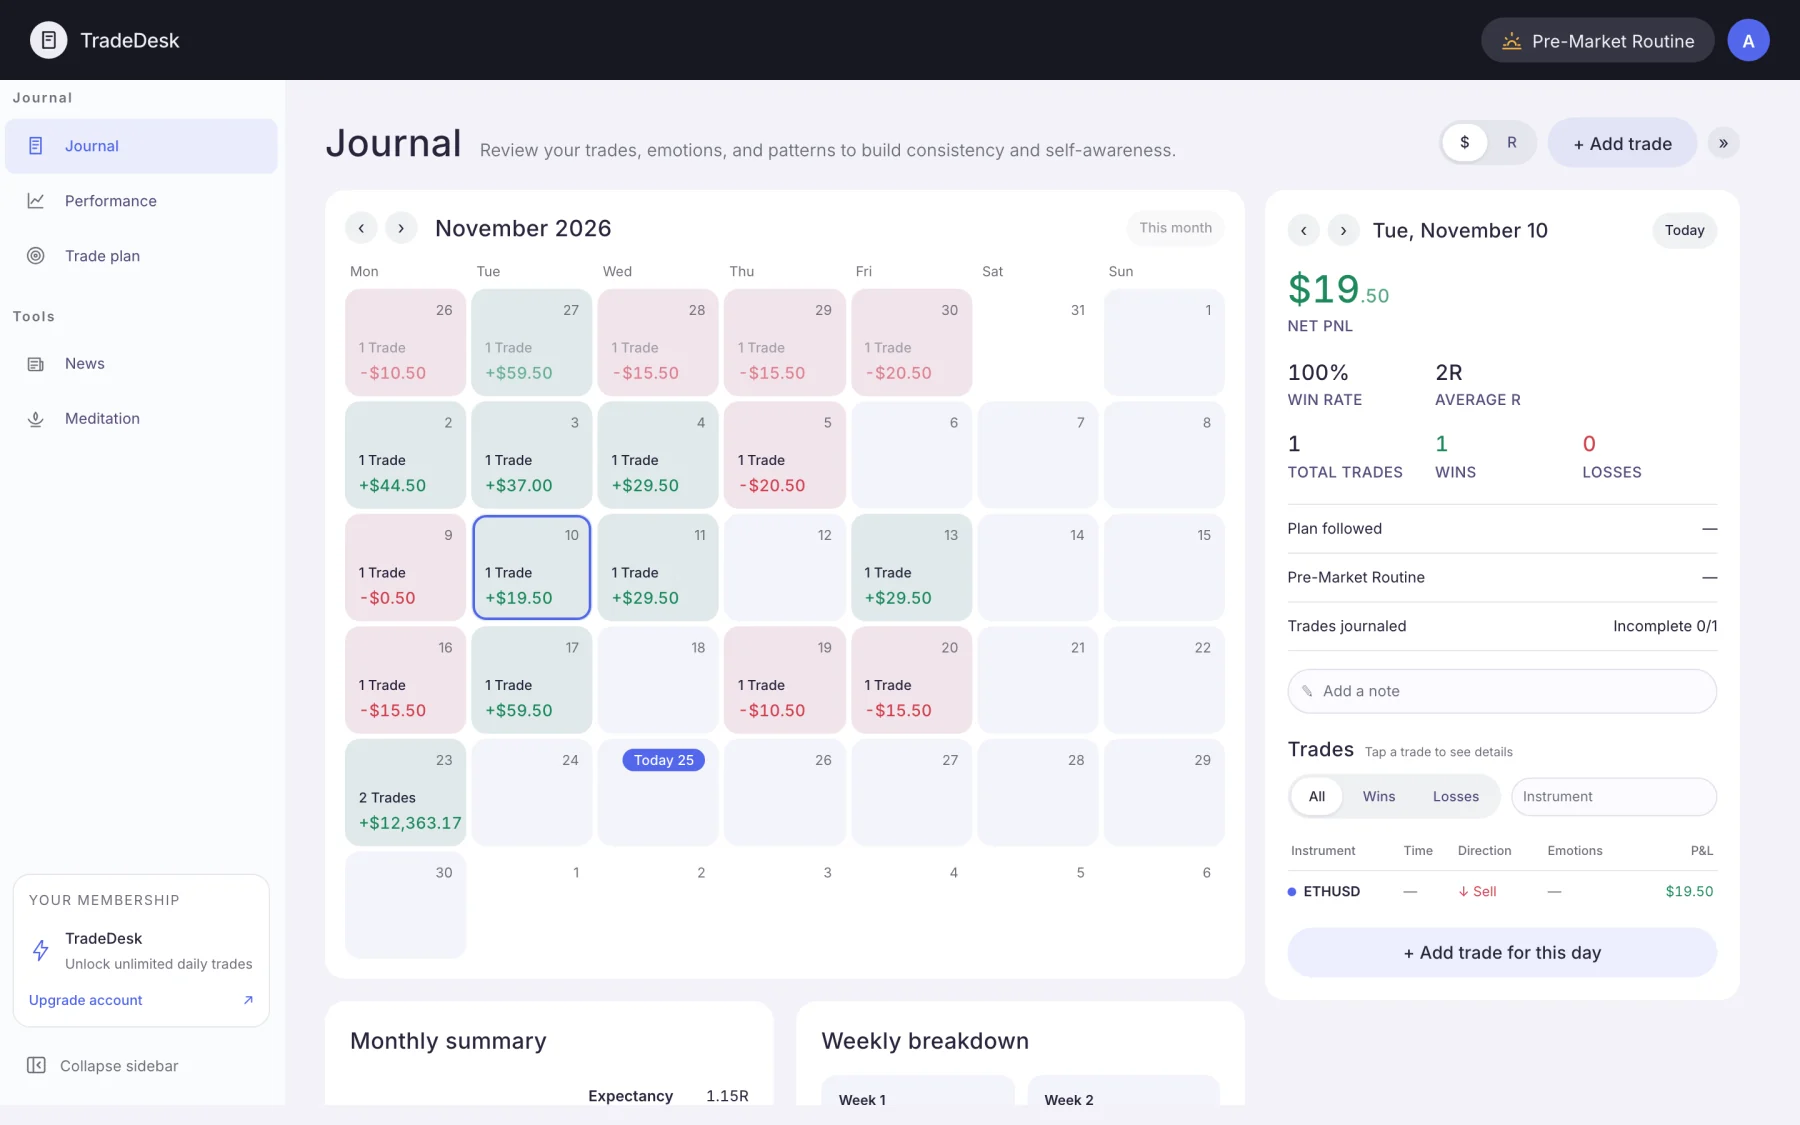 TradeDesk
Pre-Market Routine
A
Journal
Journal
Performance
Trade plan
Tools
News
Meditation
YOUR MEMBERSHIP
TradeDesk
Unlock unlimited daily trades
Upgrade account
Collapse sidebar
Journal Review your trades, emotions, and patterns to build consistency and self-awareness.
$ R
+ Add trade
»
‹ › November 2026 This month
Mon Tue Wed Thu Fri Sat Sun
26 27 28 29 30 31 1
1 Trade 1 Trade 1 Trade 1 Trade 1 Trade
-$10.50 +$59.50 -$15.50 -$15.50 -$20.50
2 3 4 5 6 7 8
1 Trade 1 Trade 1 Trade 1 Trade
+$44.50 +$37.00 +$29.50 -$20.50
9 10 11 12 13 14 15
1 Trade 1 Trade 1 Trade 1 Trade
-$0.50 +$19.50 +$29.50 +$29.50
16 17 18 19 20 21 22
1 Trade 1 Trade 1 Trade 1 Trade
-$15.50 +$59.50 -$10.50 -$15.50
23 24 Today 25 26 27 28 29
2 Trades
+$12,363.17
30 1 2 3 4 5 6
Monthly summary
Expectancy 1.15R
Weekly breakdown
Week 1 Week 2
‹ › Tue, November 10 Today
$19.50
NET PNL
100% 2R
WIN RATE AVERAGE R
1 1 0
TOTAL TRADES WINS LOSSES
Plan followed —
Pre-Market Routine —
Trades journaled Incomplete 0/1
Add a note
Trades Tap a trade to see details
All Wins Losses Instrument
Instrument Time Direction Emotions P&L
ETHUSD — ↓ Sell — $19.50
+ Add trade for this day